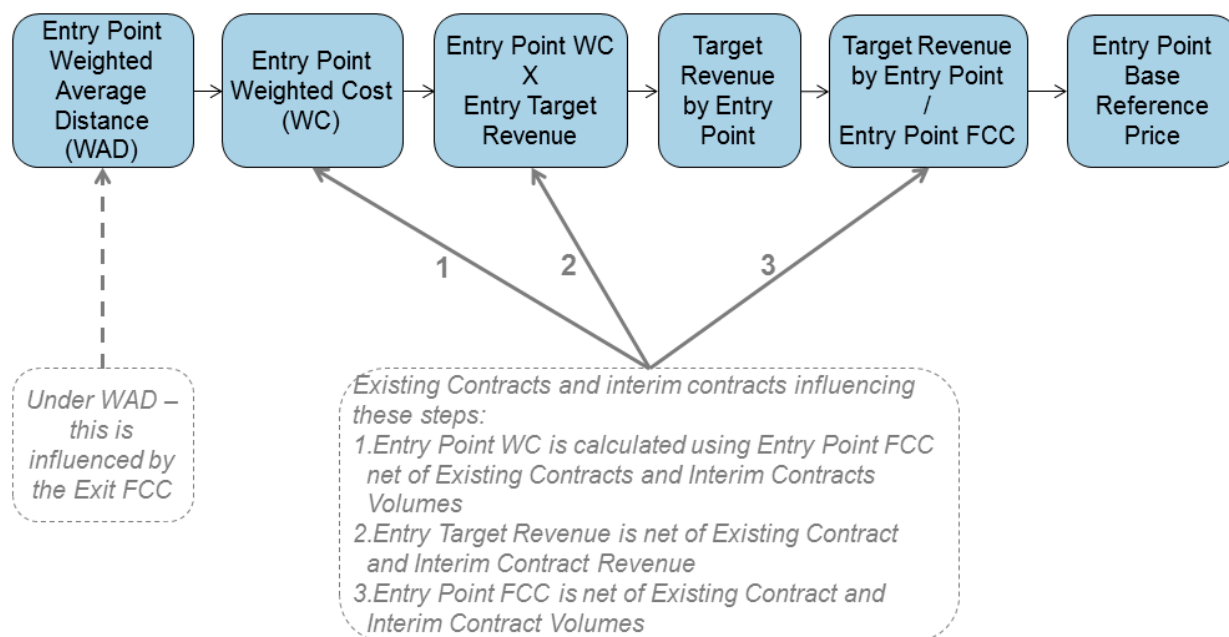 Entry Point
Weighted
Average
Distance
(WAD)
Entry Point
Weighted Cost
(WC)
Entry Point WC
X
Entry Target
Revenue
Target
Revenue
by Entry
Point
Target Revenue
by Entry Point
/
Entry Point FCC
Entry Point
Base
Reference
Price
1
2
3
Under WAD –
this is
influenced by
the Exit FCC
Existing Contracts and interim contracts influencing
these steps:
1.Entry Point WC is calculated using Entry Point FCC
net of Existing Contracts and Interim Contracts
Volumes
2.Entry Target Revenue is net of Existing Contract
and Interim Contract Revenue
3.Entry Point FCC is net of Existing Contract and
Interim Contract Volumes